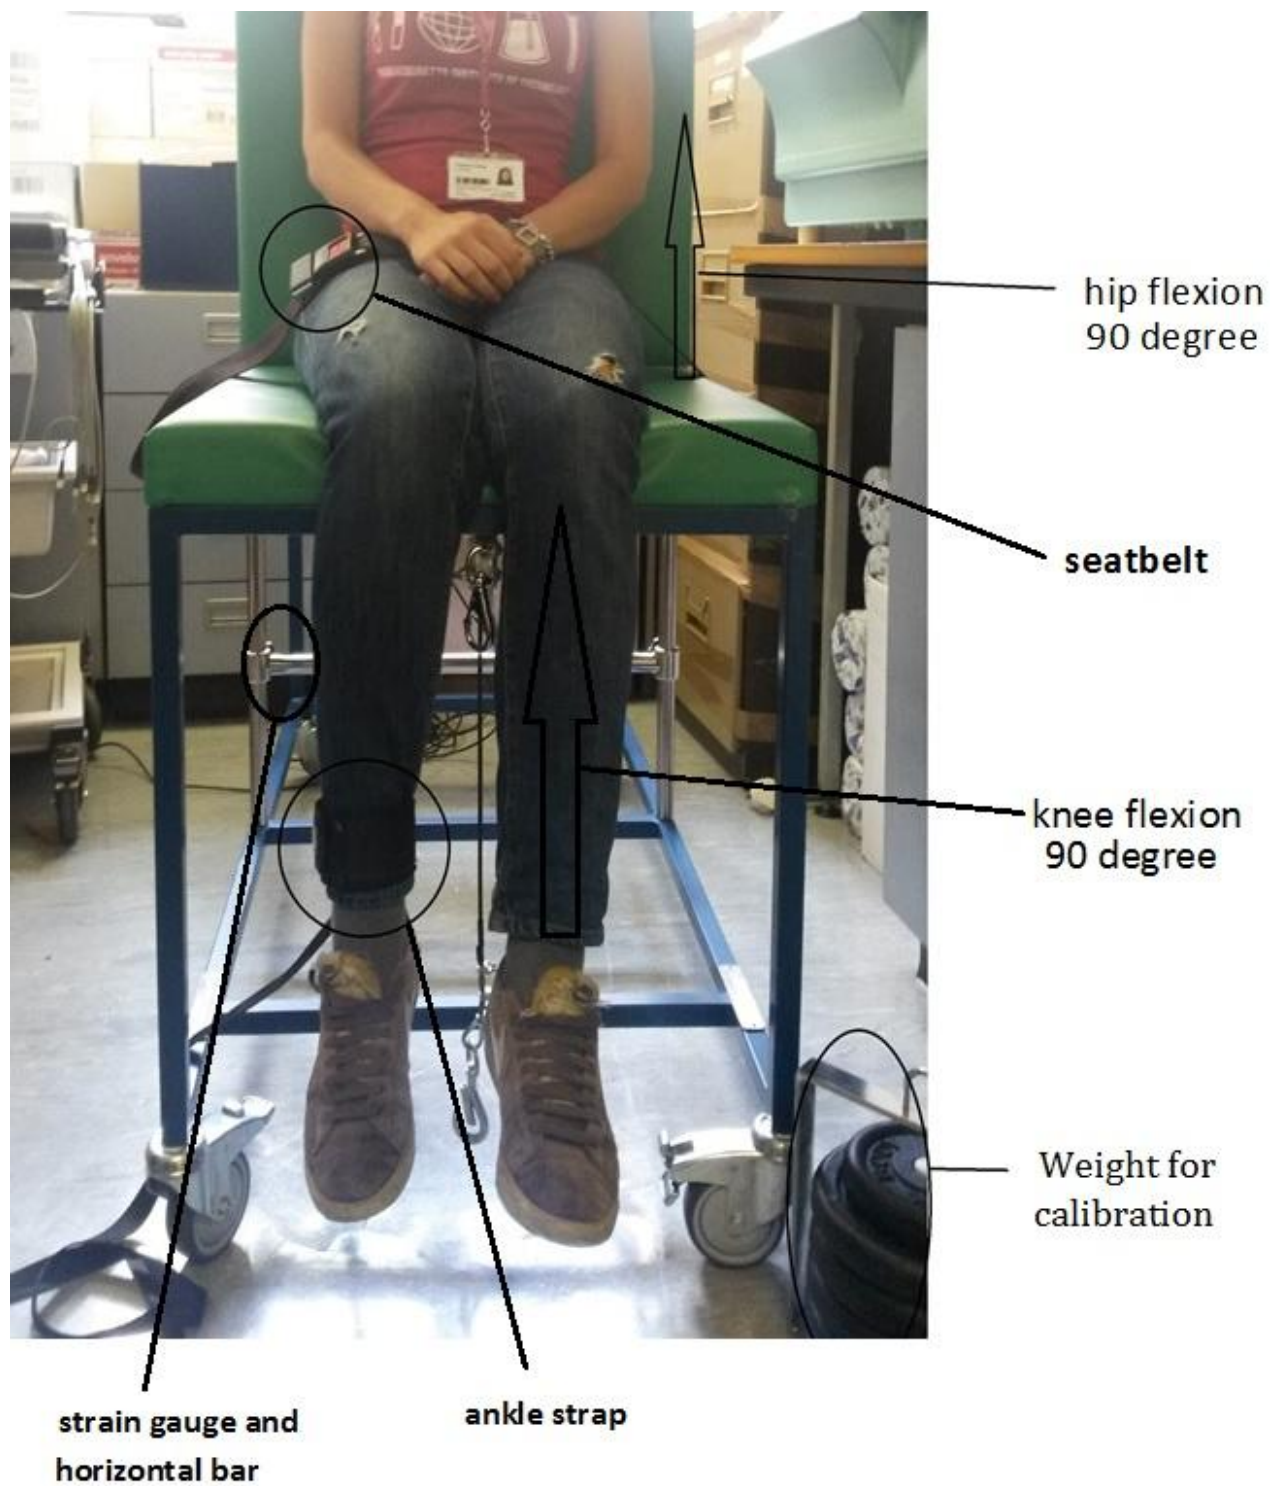 hip flexion
90 degree
seatbelt
knee flexion
90 degree
Weight for
calibration
strain gauge and
horizontal bar
ankle strap